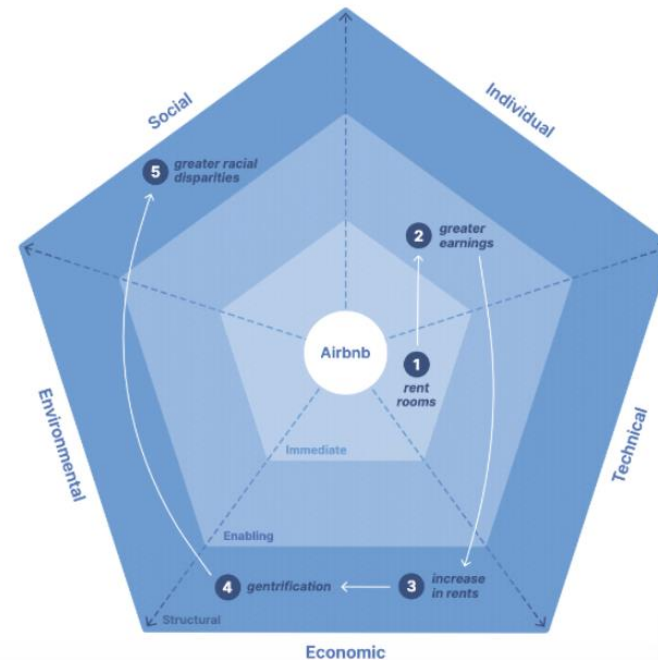 Social
Individual
5
greater racial
disparities
2
greater
earnings
Airbnb
1
rent
rooms
Environmental
Technical
Immediate
Enabling
4
gentrification
3
increase
in rents
Structural
Economic